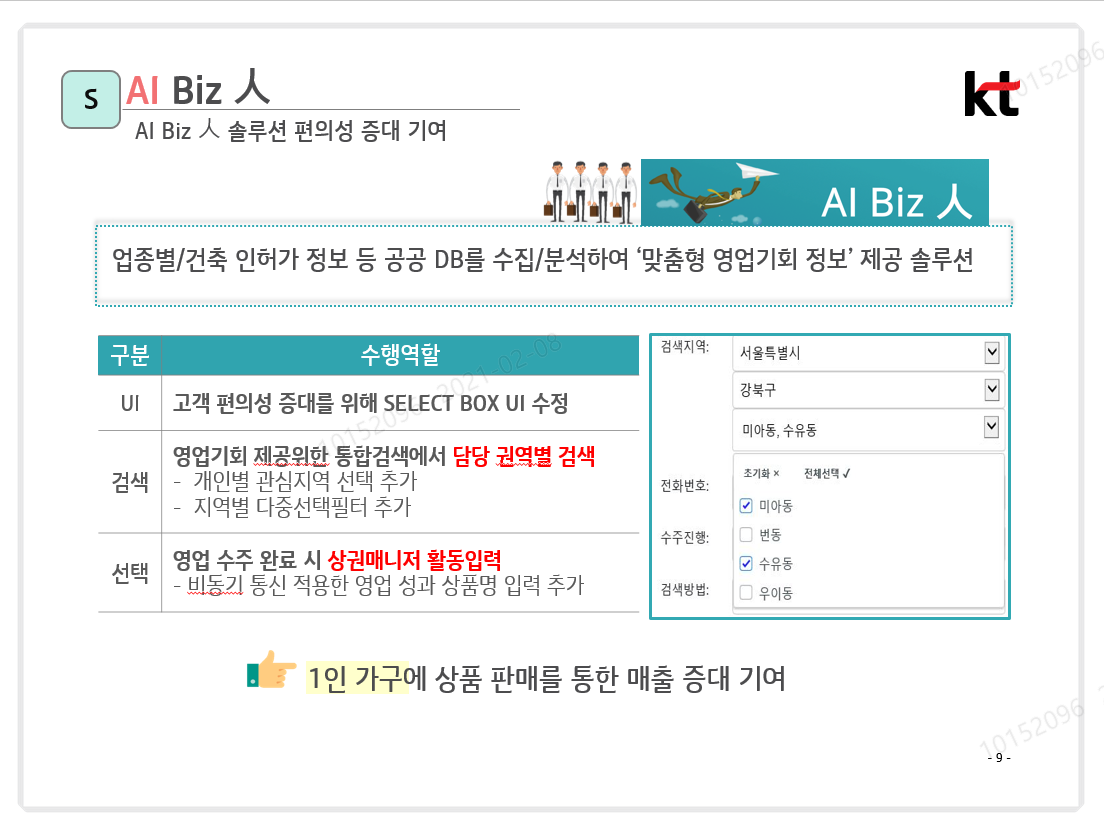 S
AI Biz 人
AI Biz 人 솔루션 편의성 증대 기여
kt
AI Biz 人
업종별/건축 인허가 정보 등 공공 DB를 수집/분석하여 ‘맞춤형 영업기회 정보’ 제공 솔루션
구분 수행역할
UI 고객 편의성 증대를 위해 SELECT BOX UI 수정
검색
영업기회 제공위한 통합검색에서 담당 권역별 검색
- 개인별 관심지역 선택 추가
- 지역별 다중선택필터 추가
선택
영업 수주 완료 시 상권매니저 활동입력
- 비동기 통신 적용한 영업 성과 상품명 입력 추가
검색지역: 서울특별시
강북구
미아동, 수유동
초기화 × 전체선택 ✓
전화번호:
미아동
수주진행: 번동
수유동
검색방법: 우이동
1인 가구에 상품 판매를 통한 매출 증대 기여
- 9 -
10152096
10152096 2021-02-08
10152096